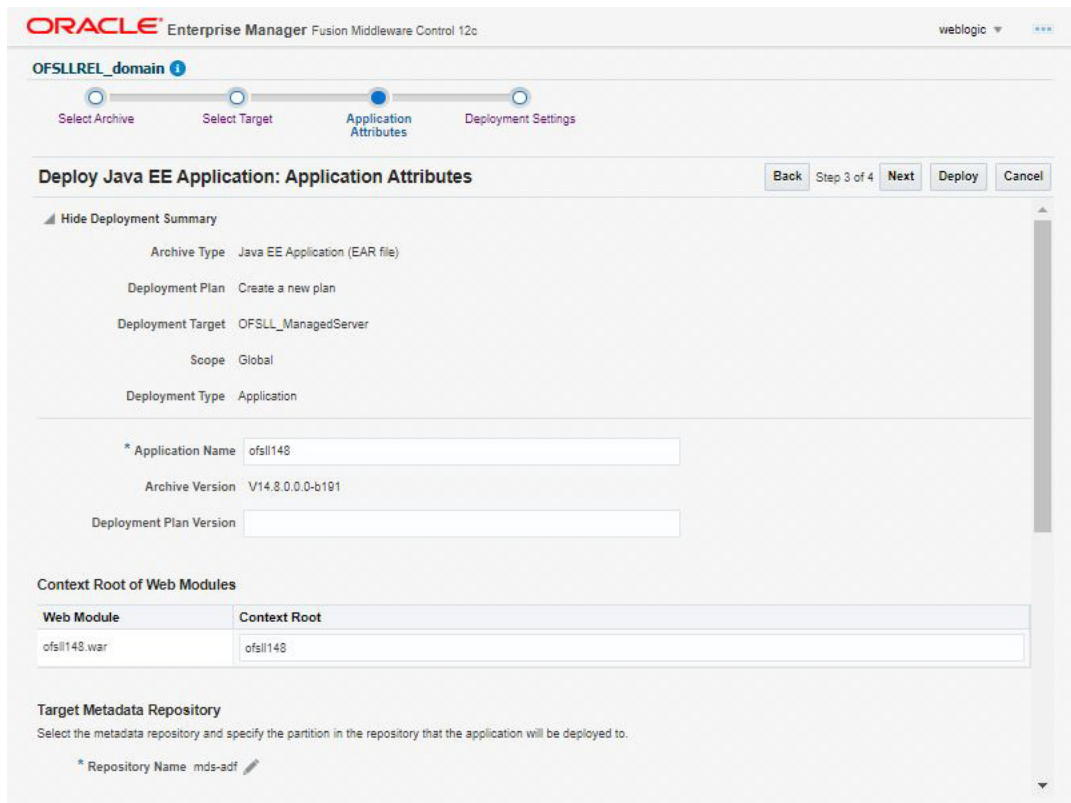 ORACLE Enterprise Manager Fusion Middleware Control 12c weblogic
OFSLLREL_domain
Select Archive Select Target Application Attributes Deployment Settings
Deploy Java EE Application: Application Attributes Back Step 3 of 4 Next Deploy Cancel
Hide Deployment Summary
Archive Type Java EE Application (EAR file)
Deployment Plan Create a new plan
Deployment Target OFSLL_ManagedServer
Scope Global
Deployment Type Application
* Application Name ofsll148
Archive Version V14.8.0.0.0-b191
Deployment Plan Version
Context Root of Web Modules
Web Module Context Root
ofsll148.war ofsll148
Target Metadata Repository
Select the metadata repository and specify the partition in the repository that the application will be deployed to.
* Repository Name mds-adf